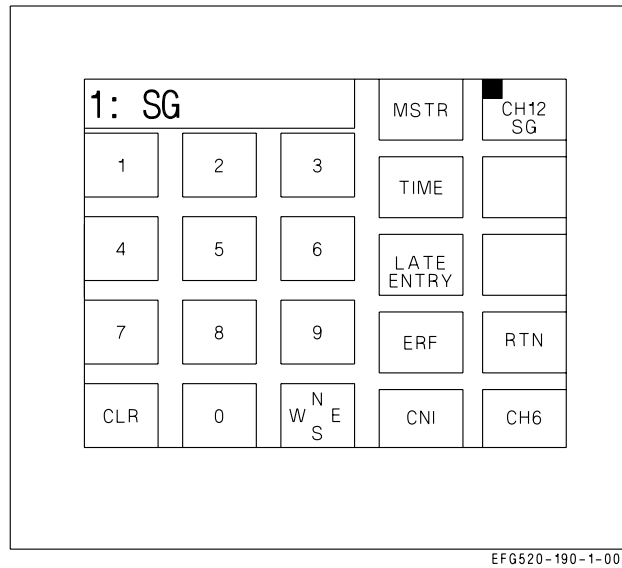 1: SG
MSTR
CH12
SG
1
2
3
TIME
4
5
6
LATE
ENTRY
7
8
9
ERF
RTN
CLR
0
N
W E
S
CNI
CH6
EFG520-190-1-00